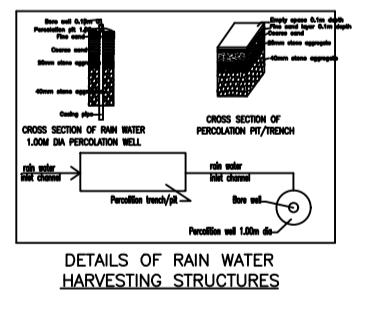 Bore well 0.15m
Percolation pit 1.00
Fine sand
Coarse sand
20mm stone aggregate
40mm stone aggregate
Casing pipe
CROSS SECTION OF RAIN WATER
1.00M DIA PERCOLATION WELL
Empty space 0.1m depth
Fine sand layer 0.1m depth
Coarse sand
20mm stone aggregate
40mm stone aggregate
CROSS SECTION OF
PERCOLATION PIT/TRENCH
rain water
inlet channel
Percolition trench/pit
rain water
inlet channel
Bore well
Percolition well 1.00m dia
DETAILS OF RAIN WATER
HARVESTING STRUCTURES